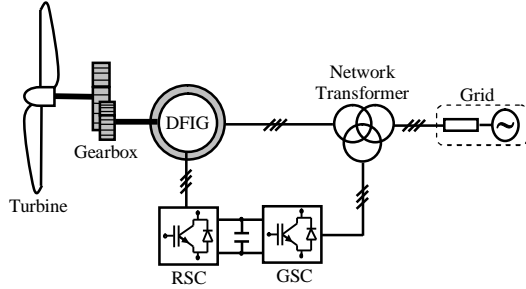 Network
Transformer
Grid
DFIG
Gearbox
Turbine
RSC
GSC